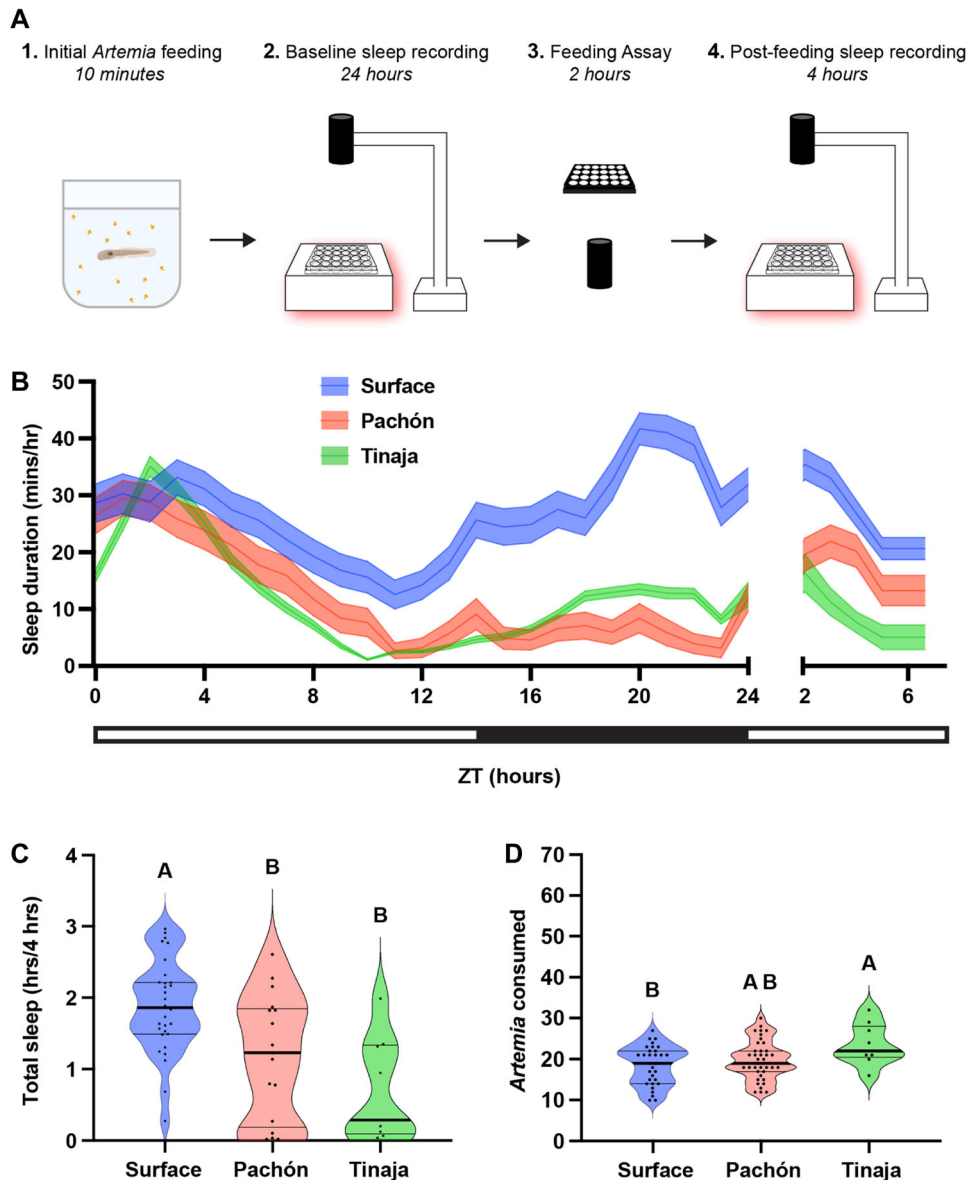 A
1. Initial Artemia feeding
10 minutes
2. Baseline sleep recording
24 hours
3. Feeding Assay
2 hours
4. Post-feeding sleep recording
4 hours
B
Sleep duration (mins/hr)
50
40
30
20
10
0
Surface
Pachón
Tinaja
0 4 8 12 16 20 24 2 6
ZT (hours)
C
Total sleep (hrs/4 hrs)
4
3
2
1
0
A B B
Surface Pachón Tinaja
D
Artemia consumed
70
60
50
40
30
20
10
0
B A B A
Surface Pachón Tinaja